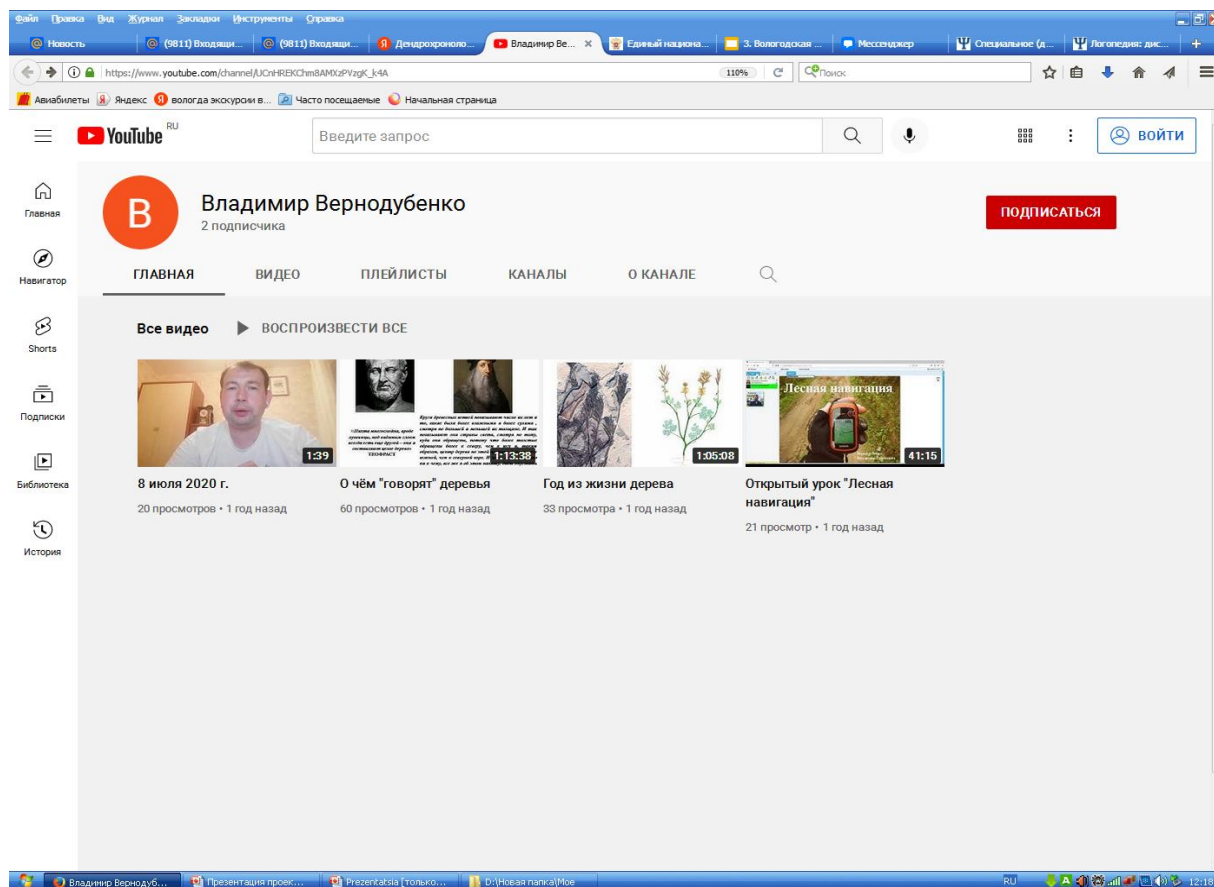 Файл Правка Вид Журнал Закладки Инструменты Справка
Новость (9811) Входящи... (9811) Входящи... Дендрохроноло... Владимир Ве... Единый национа... 3. Вологодская ... Мессенджер Специальное (д... Логопедия: дис...
https://www.youtube.com/channel/ 110% Поиск
Авиабилеты Яндекс вологда экскурсии в... Часто посещаемые Начальная страница
YouTube RU Введите запрос ВОЙТИ
Главная
Навигатор
Shorts
Подписки
Библиотека
История
В
Владимир Вернодубенко
2 подписчика
ПОДПИСАТЬСЯ
ГЛАВНАЯ ВИДЕО ПЛЕЙЛИСТЫ КАНАЛЫ О КАНАЛЕ
Все видео ВОСПРОИЗВЕСТИ ВСЕ
Лесная навигация
ТЕОФРАСТ
1:39 1:13:38 1:05:08 41:15
8 июля 2020 г.
20 просмотров • 1 год назад
О чём "говорят" деревья
60 просмотров • 1 год назад
Год из жизни дерева
33 просмотра • 1 год назад
Открытый урок "Лесная
навигация"
21 просмотр • 1 год назад
Владимир Вернодуб... Презентация проек... Prezentatsia [только... D:\Новая папка\Мое RU 12:18